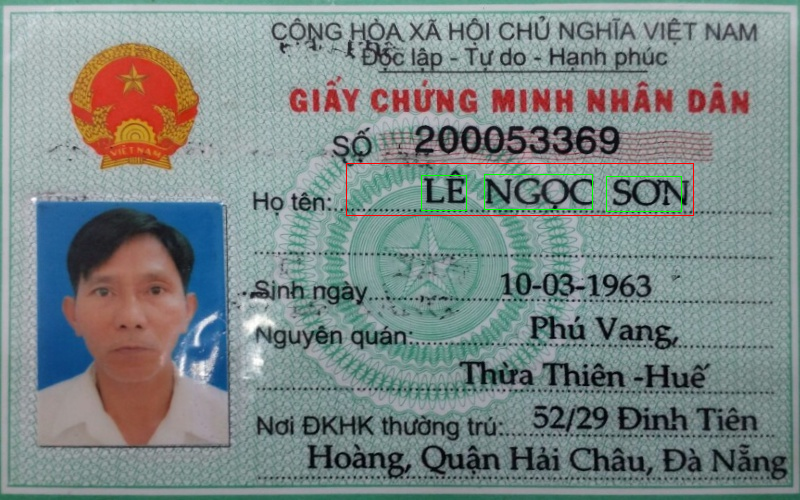 CỘNG HÒA XÃ HỘI CHỦ NGHĨA VIỆT NAM
Độc lập - Tự do - Hạnh phúc
GIẤY CHỨNG MINH NHÂN DÂN
SỐ 200053369
VIỆT NAM
Họ tên: LÊ NGỌC SƠN
Sinh ngày 10-03-1963
Nguyên quán: Phú Vang,
Thừa Thiên -Huế
Nơi ĐKHK thường trú: 52/29 Đinh Tiên
Hoàng, Quận Hải Châu, Đà Nẵng